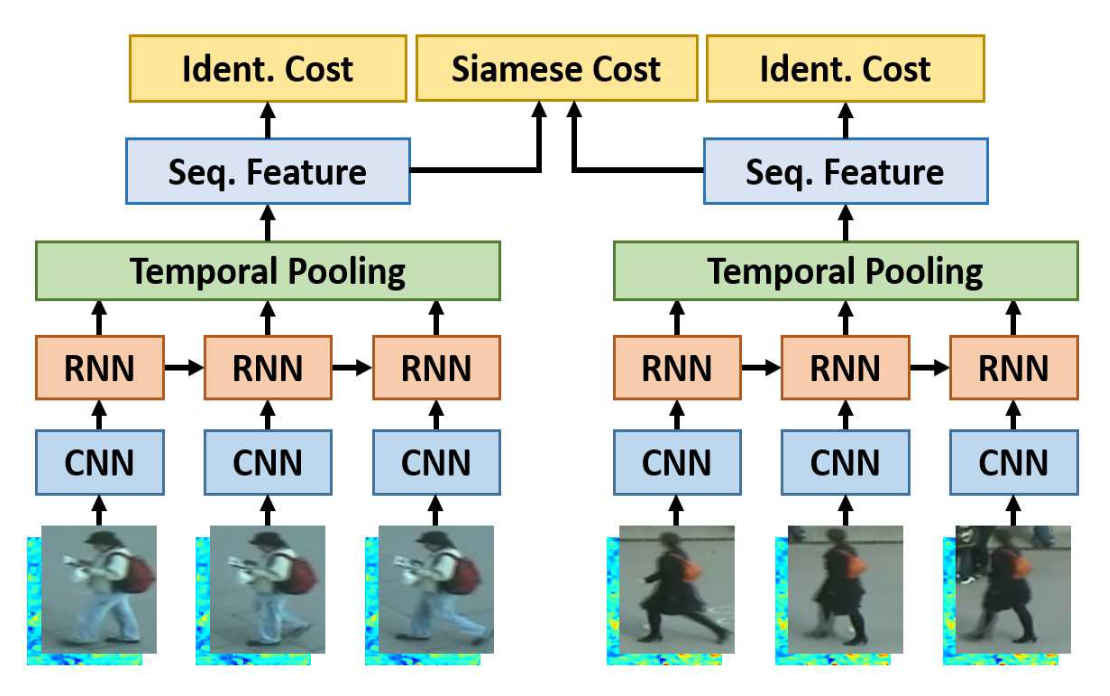 Ident. Cost
Siamese Cost
Ident. Cost
Seq. Feature
Seq. Feature
Temporal Pooling
Temporal Pooling
RNN
RNN
RNN
RNN
RNN
RNN
CNN
CNN
CNN
CNN
CNN
CNN